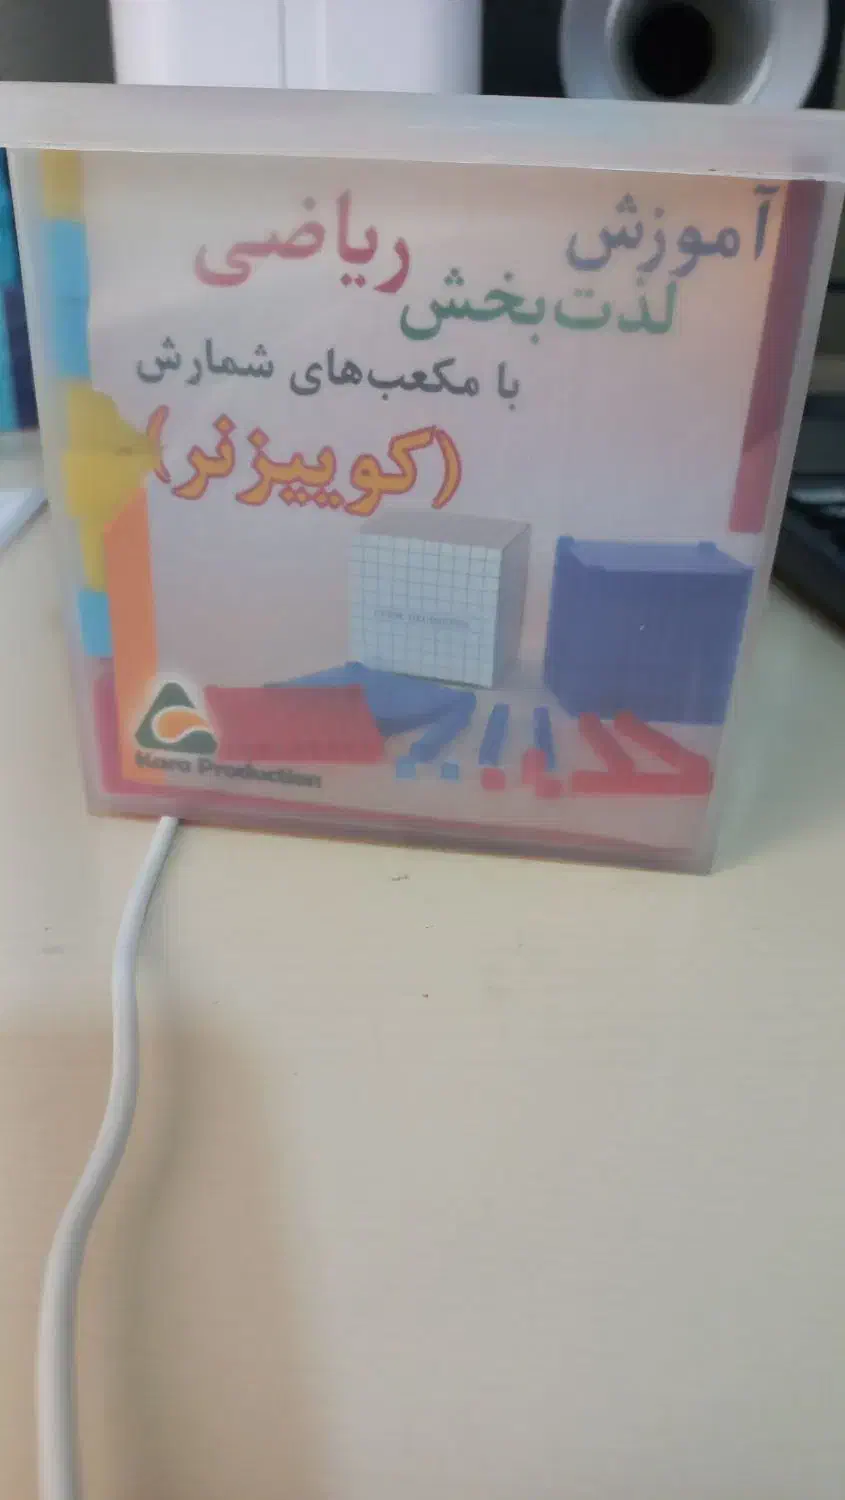 آموزش
لذت‌بخش
ریاضی
با مکعب‌های شمارش
(کوییزنر)
Kara Production